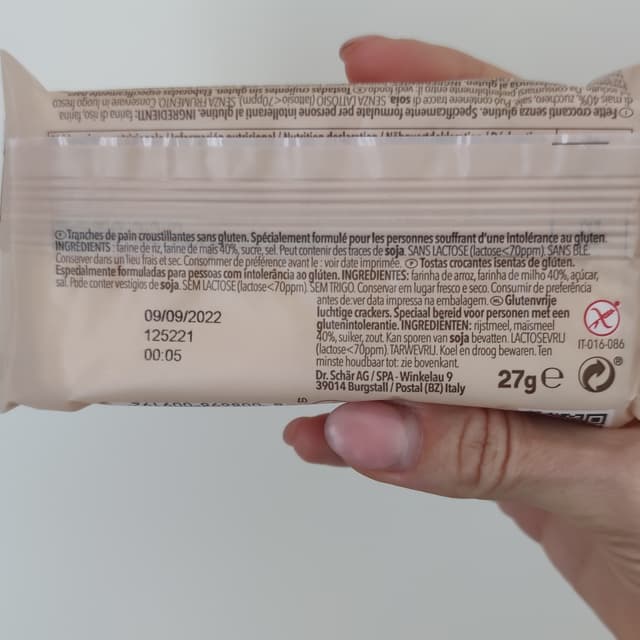 Fette croccanti senza glutine. Specificamente formulate per persone intolleranti al glutine. INGREDIENTI: farina di riso, farina
di mais 40%, zucchero, sale. Può contenere tracce di soia. SENZA LATTOSIO (lattosio<70ppm). SENZA FRUMENTO. Conservare in luogo fresco
Tostadas crujientes sin gluten. Elaboradas
Tranches de pain croustillantes sans gluten. Spécialement formulé pour les personnes souffrant d'une intolérance au gluten.
INGRÉDIENTS : farine de riz, farine de maïs 40%, sucre, sel. Peut contenir des traces de soja. SANS LACTOSE (lactose<70ppm). SANS BLÉ.
Conserver dans un lieu frais et sec. Consommer de préférence avant le : voir date imprimée. Tostas crocantes isentas de glúten.
Especialmente formuladas para pessoas com intolerância ao glúten. INGREDIENTES: farinha de arroz, farinha de milho 40%, açúcar,
sal. Pode conter vestígios de soja. SEM LACTOSE (lactose<70ppm). SEM TRIGO. Conservar em lugar fresco e seco. Consumir de preferência
antes de: ver data impressa na embalagem. Glutenvrije
luchtige crackers. Speciaal bereid voor personen met een
glutenintolerantie. INGREDIËNTEN: rijstmeel, maïsmeel
40%, suiker, zout. Kan sporen van soja bevatten. LACTOSEVRIJ
(lactose<70ppm). TARWEVRIJ. Koel en droog bewaren. Ten
minste houdbaar tot: zie bovenkant.
Dr. Schär AG / SPA - Winkelau 9
39014 Burgstall / Postal (BZ) Italy
09/09/2022
125221
00:05
27g e
IT-016-086